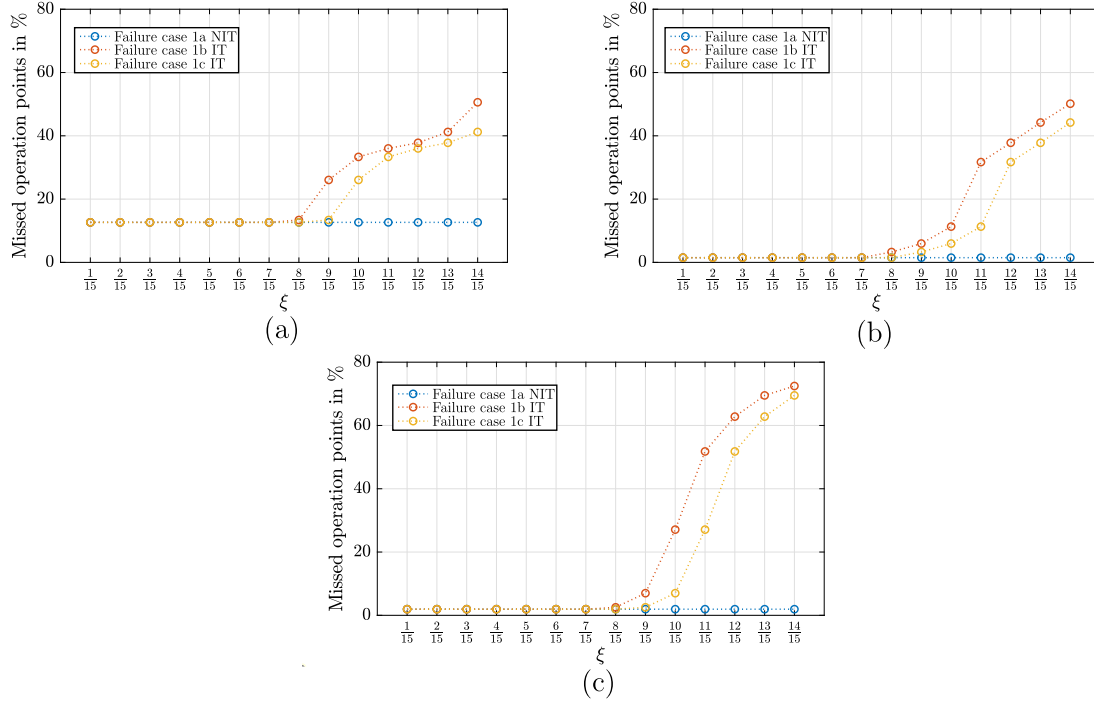 Missed operation points in %
80
60
40
20
0
Failure case 1a NIT
Failure case 1b IT
Failure case 1c IT
1/15 2/15 3/15 4/15 5/15 6/15 7/15 8/15 9/15 10/15 11/15 12/15 13/15 14/15
ξ
(a)
Missed operation points in %
80
60
40
20
0
Failure case 1a NIT
Failure case 1b IT
Failure case 1c IT
1/15 2/15 3/15 4/15 5/15 6/15 7/15 8/15 9/15 10/15 11/15 12/15 13/15 14/15
ξ
(b)
Missed operation points in %
80
60
40
20
0
Failure case 1a NIT
Failure case 1b IT
Failure case 1c IT
1/15 2/15 3/15 4/15 5/15 6/15 7/15 8/15 9/15 10/15 11/15 12/15 13/15 14/15
ξ
(c)